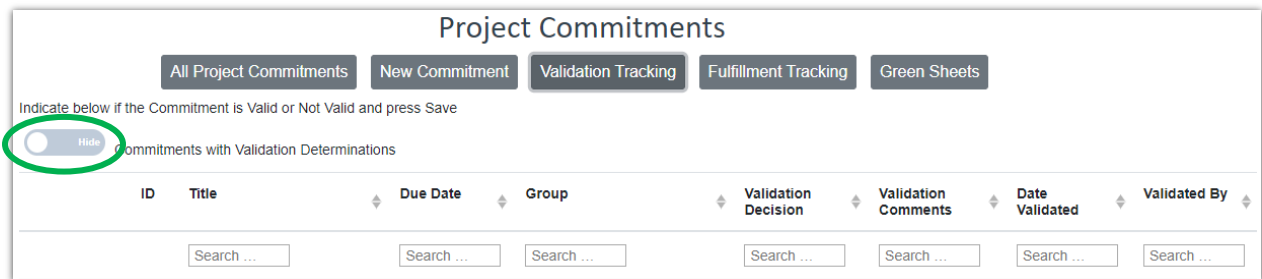 Project Commitments
All Project Commitments New Commitment Validation Tracking Fulfillment Tracking Green Sheets
Indicate below if the Commitment is Valid or Not Valid and press Save
Hide Commitments with Validation Determinations
ID Title Due Date Group Validation Decision Validation Comments Date Validated Validated By
Search ... Search ... Search ... Search ... Search ... Search ... Search ...